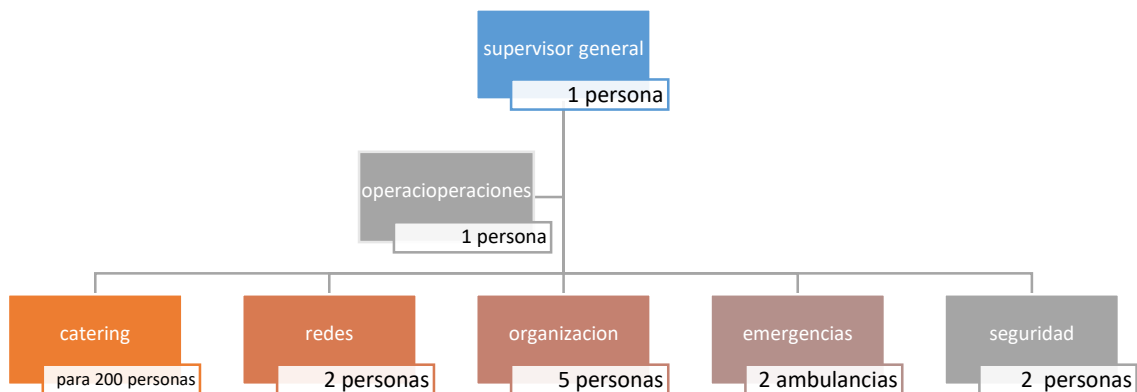 supervisor general
1 persona
operacioperaciones
1 persona
catering
para 200 personas
redes
2 personas
organizacion
5 personas
emergencias
2 ambulancias
seguridad
2 personas